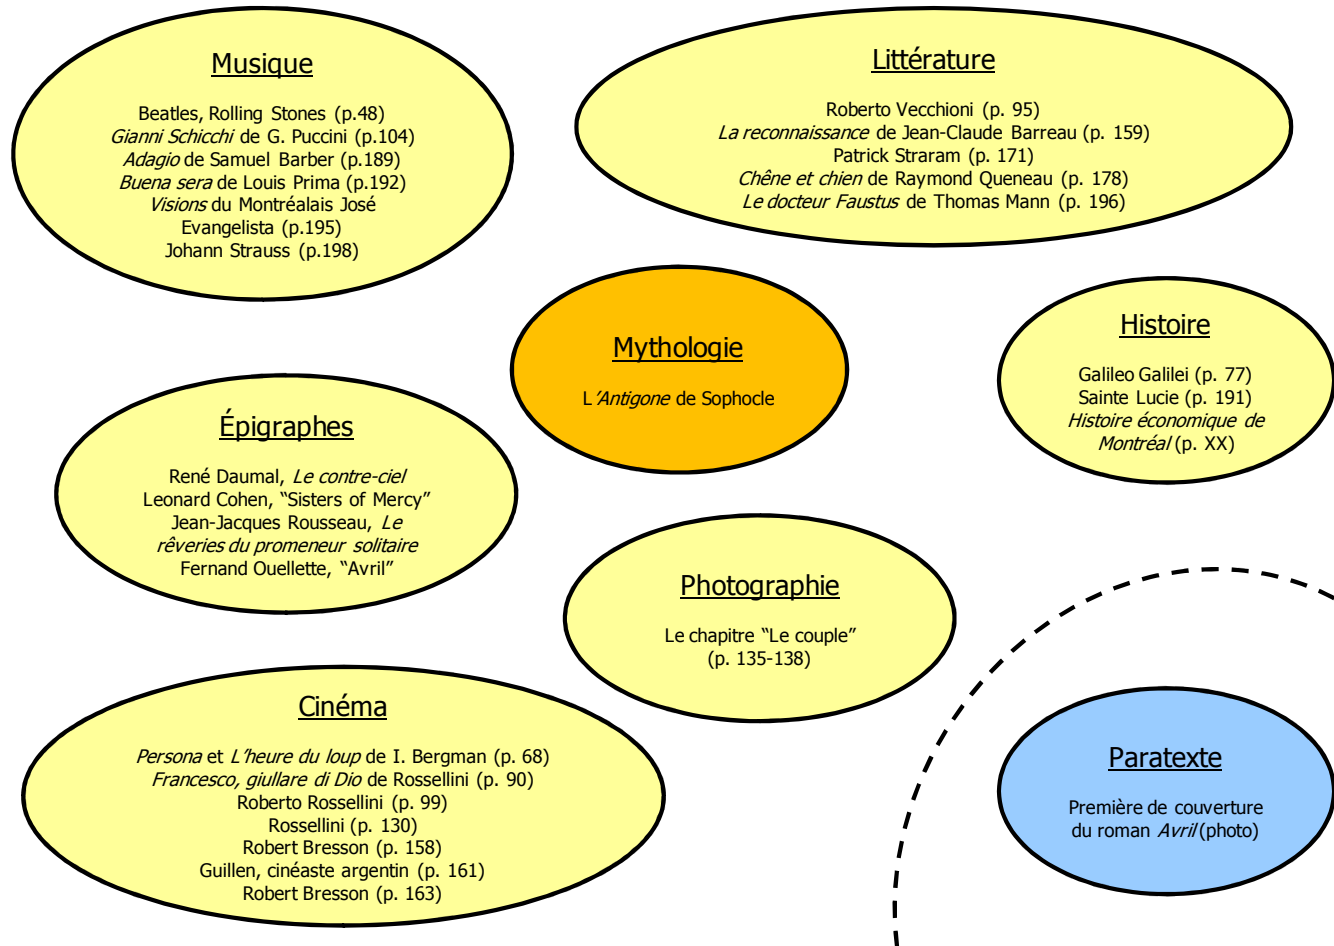 Musique
Beatles, Rolling Stones (p.48)
Gianni Schicchi de G. Puccini (p.104)
Adagio de Samuel Barber (p.189)
Buena sera de Louis Prima (p.192)
Visions du Montréalais José
Evangelista (p.195)
Johann Strauss (p.198)
Littérature
Roberto Vecchioni (p. 95)
La reconnaissance de Jean-Claude Barreau (p. 159)
Patrick Straram (p. 171)
Chêne et chien de Raymond Queneau (p. 178)
Le docteur Faustus de Thomas Mann (p. 196)
Mythologie
L'Antigone de Sophocle
Histoire
Galileo Galilei (p. 77)
Sainte Lucie (p. 191)
Histoire économique de
Montréal (p. XX)
Épigraphes
René Daumal, Le contre-ciel
Leonard Cohen, “Sisters of Mercy”
Jean-Jacques Rousseau, Le
rêveries du promeneur solitaire
Fernand Ouellette, “Avril”
Photographie
Le chapitre “Le couple”
(p. 135-138)
Cinéma
Persona et L'heure du loup de I. Bergman (p. 68)
Francesco, giullare di Dio de Rossellini (p. 90)
Roberto Rossellini (p. 99)
Rossellini (p. 130)
Robert Bresson (p. 158)
Guillen, cinéaste argentin (p. 161)
Robert Bresson (p. 163)
Paratexte
Première de couverture
du roman Avril (photo)